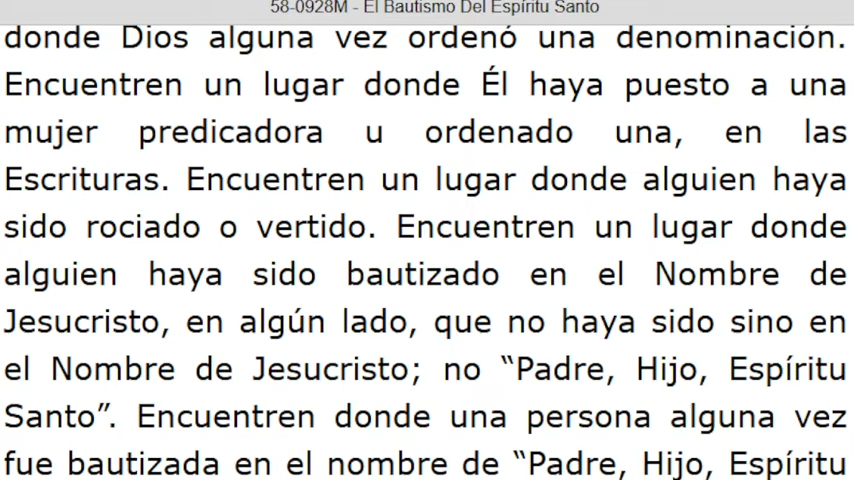 58-0928M - El Bautismo Del Espíritu Santo
donde Dios alguna vez ordenó una denominación.
Encuentren un lugar donde Él haya puesto a una
mujer predicadora u ordenado una, en las
Escrituras. Encuentren un lugar donde alguien haya
sido rociado o vertido. Encuentren un lugar donde
alguien haya sido bautizado en el Nombre de
Jesucristo, en algún lado, que no haya sido sino en
el Nombre de Jesucristo; no “Padre, Hijo, Espíritu
Santo”. Encuentren donde una persona alguna vez
fue bautizada en el nombre de “Padre, Hijo, Espíritu